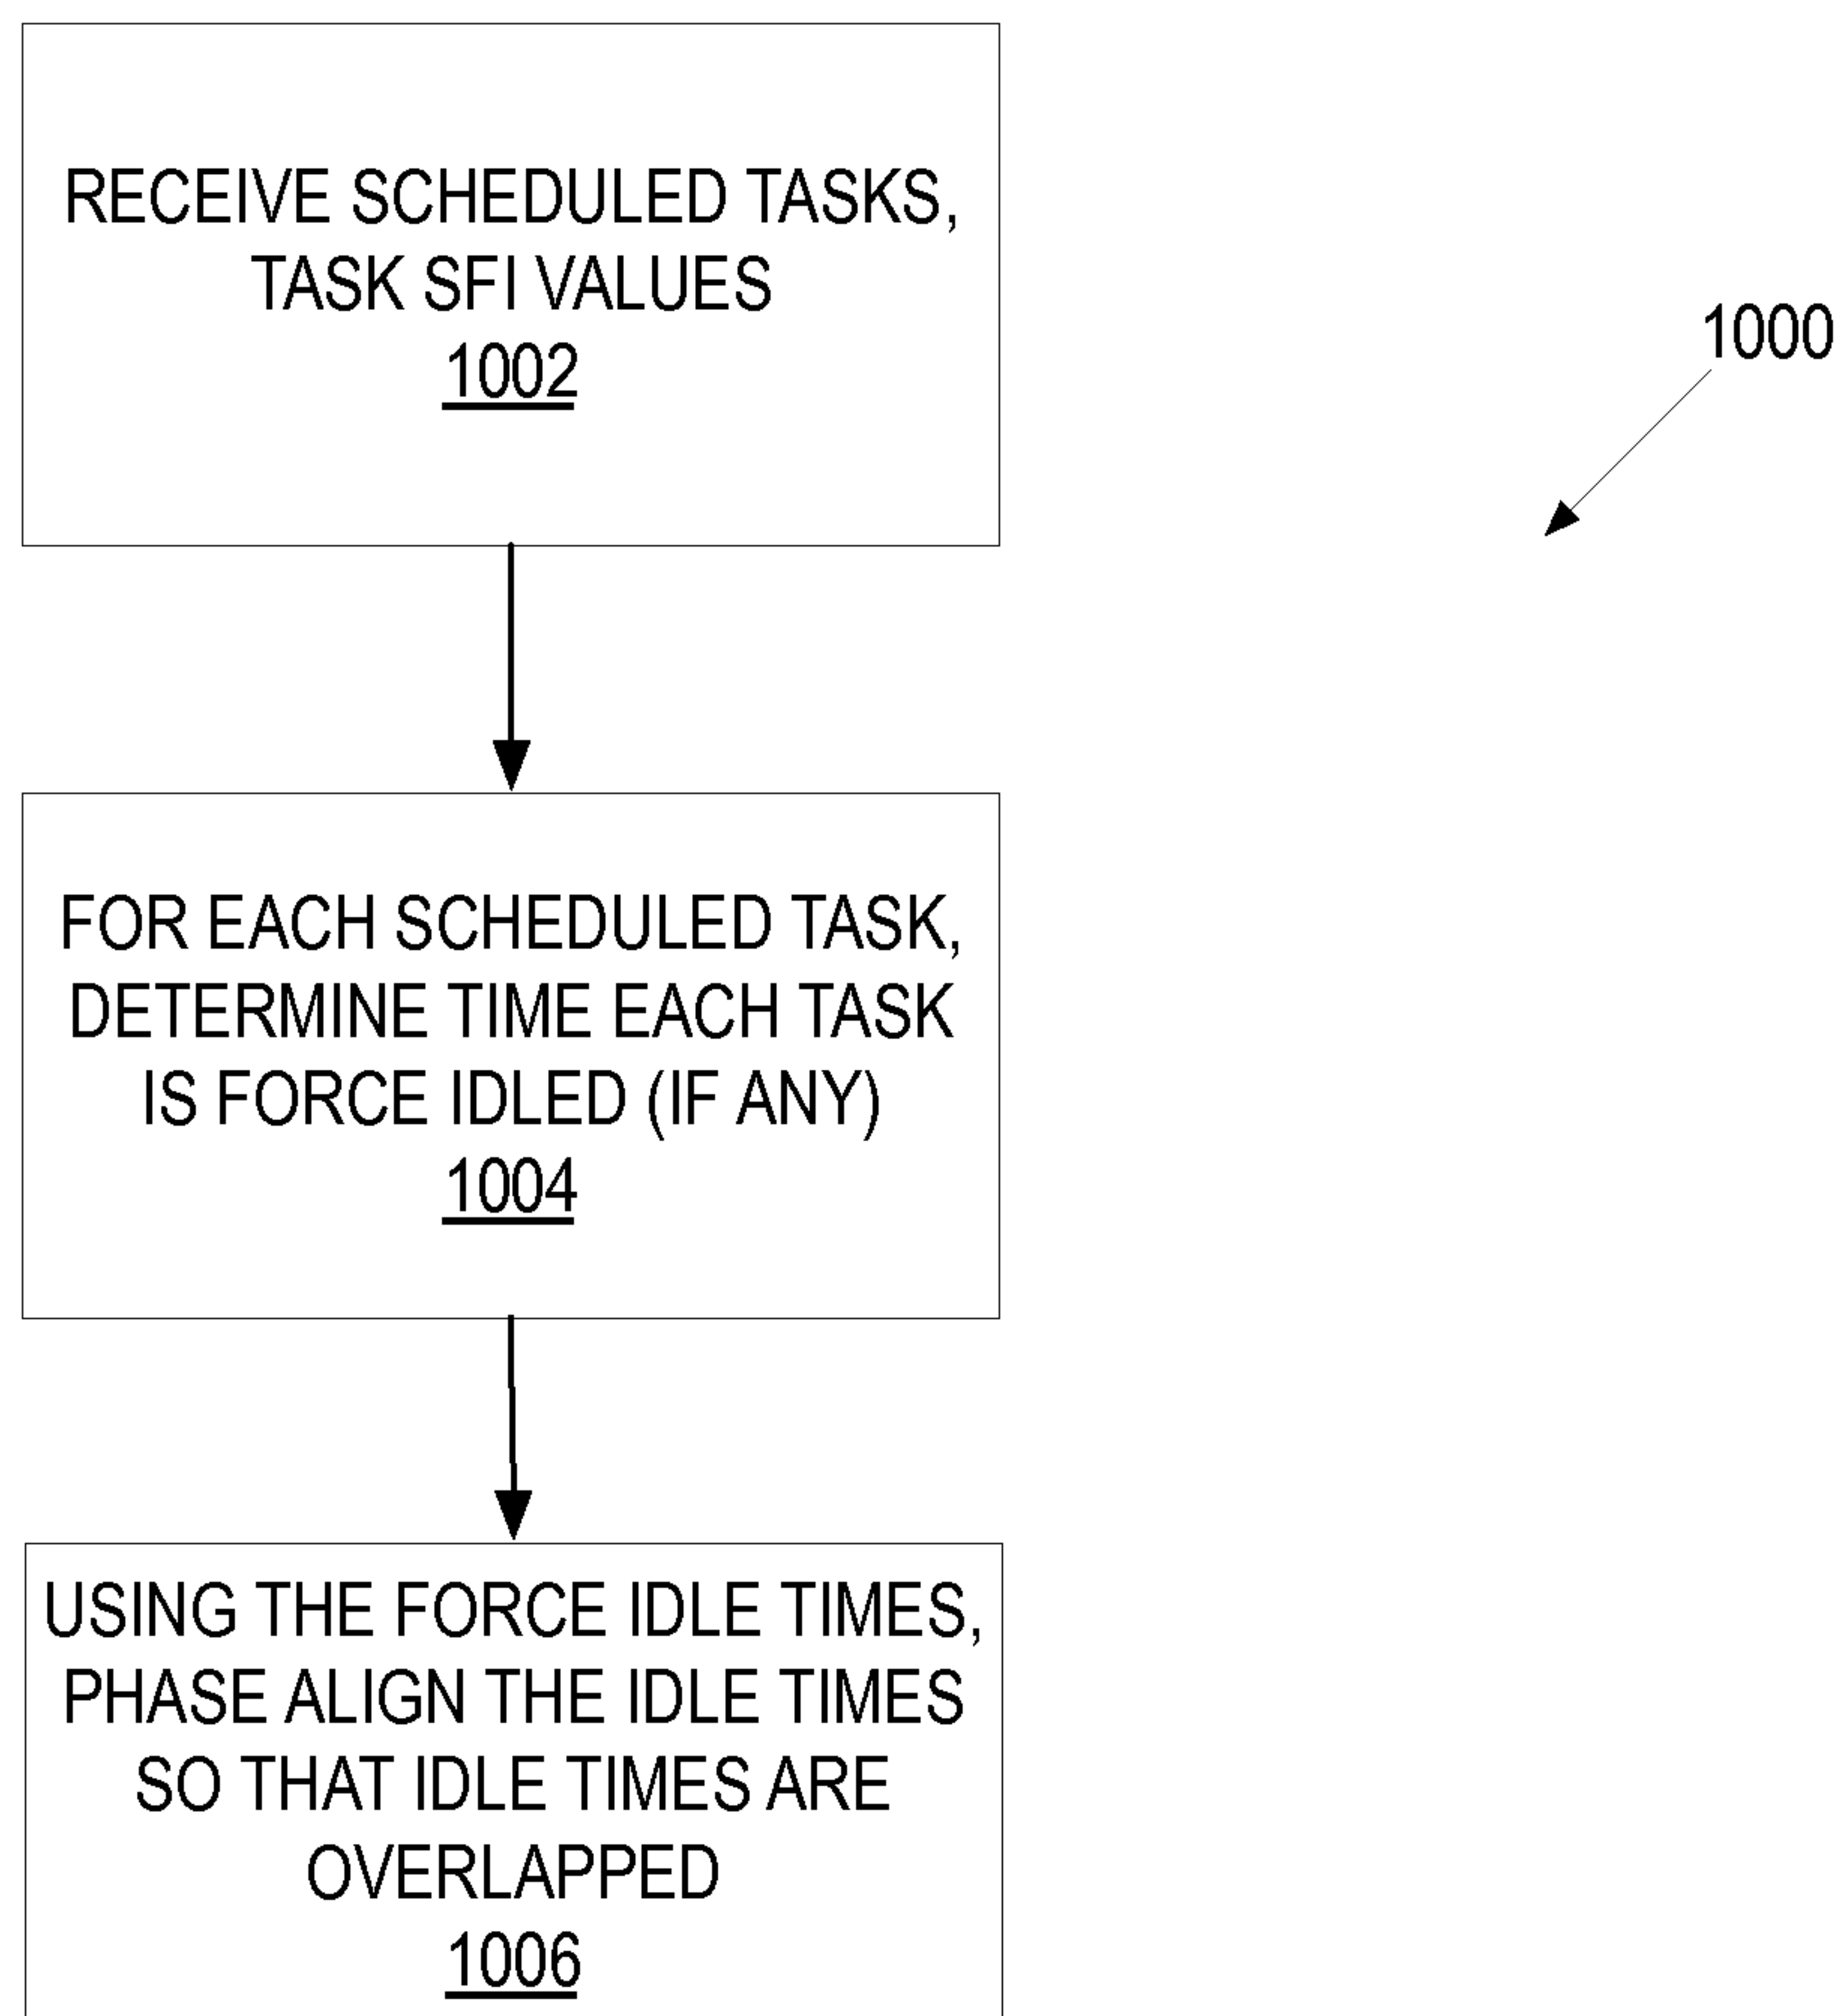 RECEIVE SCHEDULED TASKS,
TASK SFI VALUES
1002
1000
FOR EACH SCHEDULED TASK,
DETERMINE TIME EACH TASK
IS FORCE IDLED (IF ANY)
1004
USING THE FORCE IDLE TIMES,
PHASE ALIGN THE IDLE TIMES
SO THAT IDLE TIMES ARE
OVERLAPPED
1006